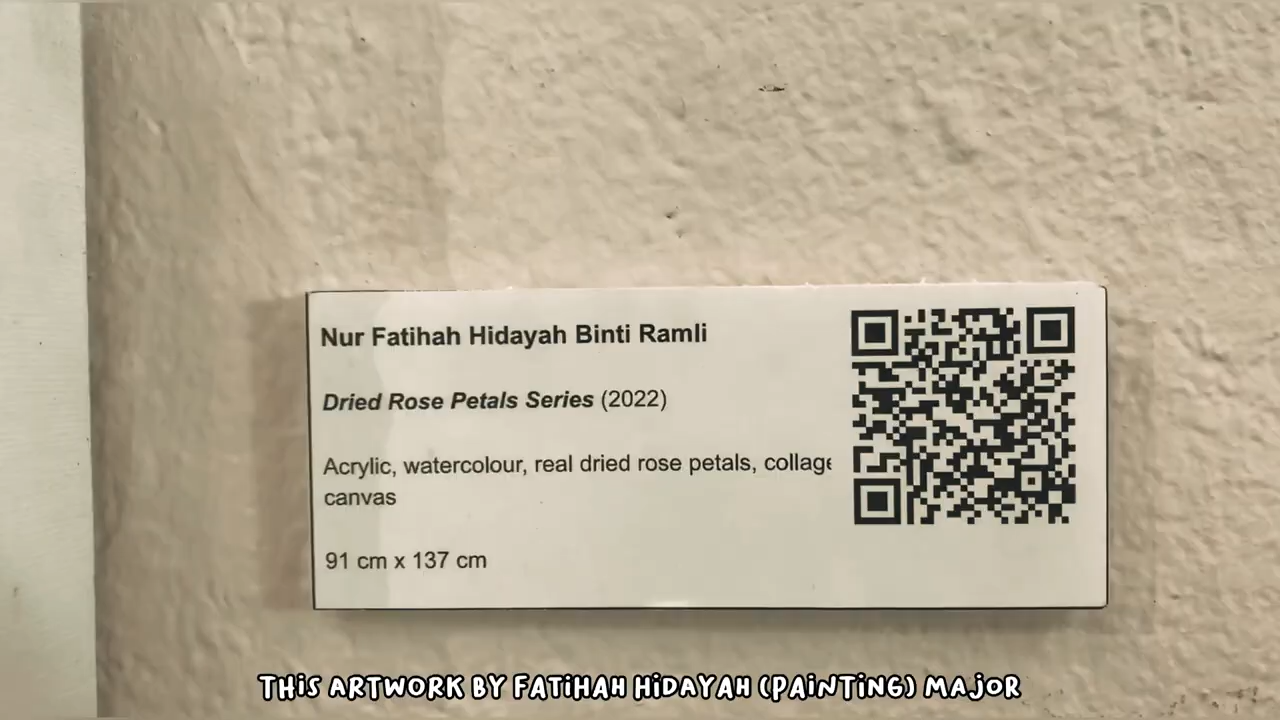 Nur Fatihah Hidayah Binti Ramli
Dried Rose Petals Series (2022)
Acrylic, watercolour, real dried rose petals, collage
canvas
91 cm x 137 cm
THIS ARTWORK BY FATIHAH HIDAYAH (PAINTING) MAJOR